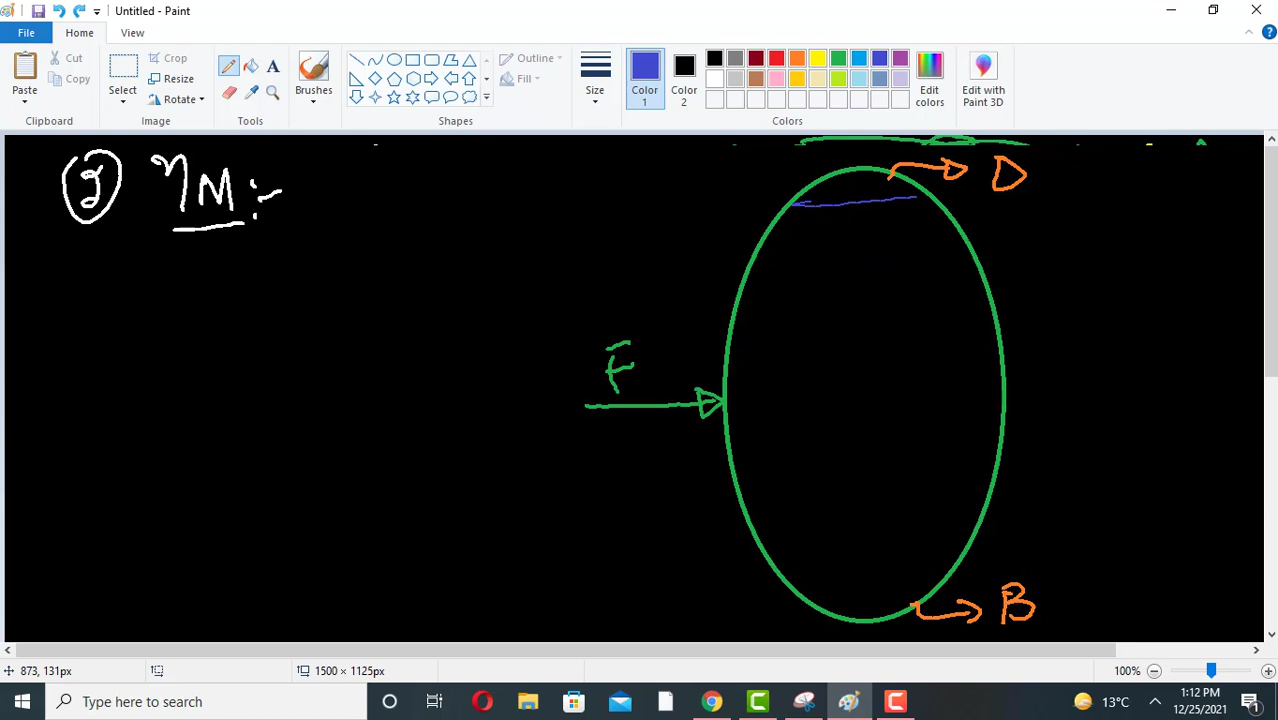 Untitled - Paint
File
Home
View
Paste
Cut
Copy
Clipboard
Select
Crop
Resize
Rotate
Image
A
Tools
Brushes
Outline
Fill
Shapes
Size
Color 1
Color 2
Edit colors
Colors
Edit with Paint 3D
ηM:-
D
F
B
873, 131px
1500 × 1125px
100%
Type here to search
13°C
1:12 PM
12/25/2021
1